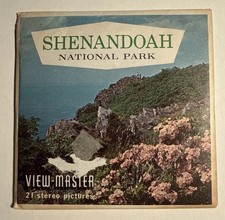 SHENANDOAH
NATIONAL PARK
VIEW-MASTER
21 stereo pictures